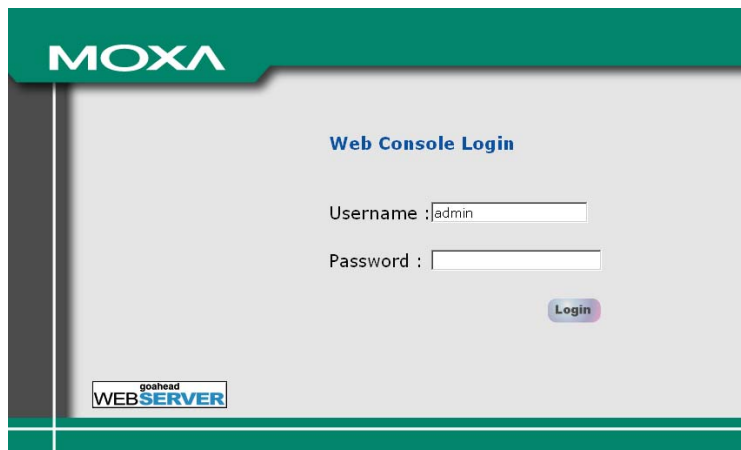 MOXA
Web Console Login
Username : admin
Password :
Login
goahead
WEBSERVER